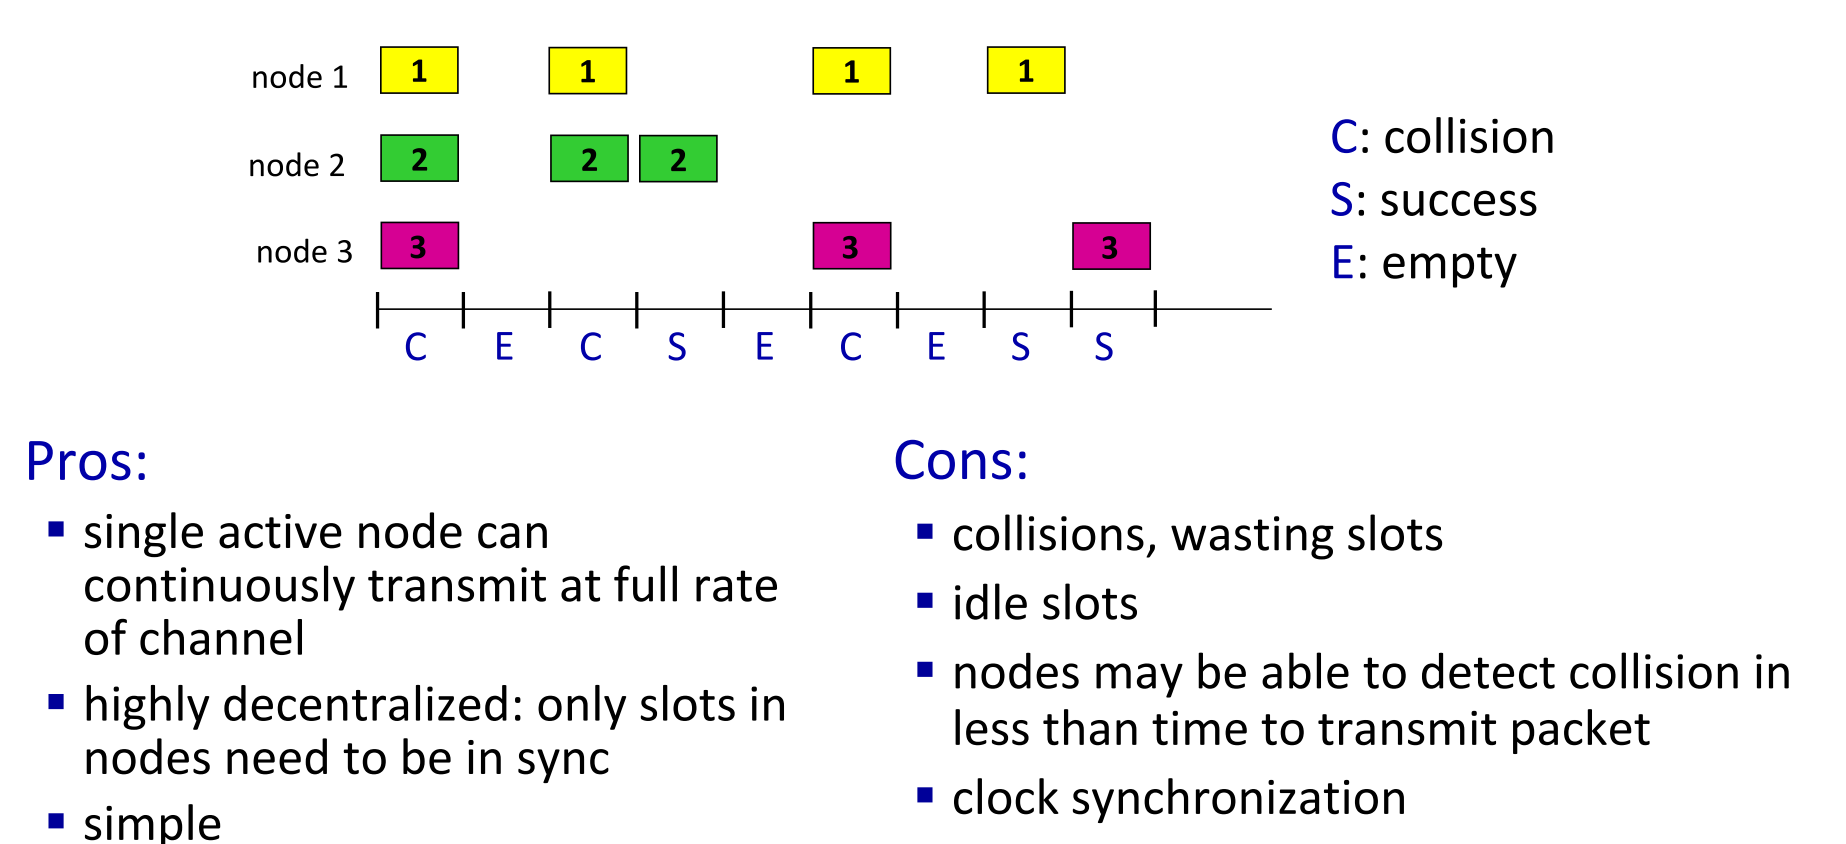 node 1 1 1 1 1
node 2 2 2 2
node 3 3 3 3
C E C S E C E S S
C: collision
S: success
E: empty
Pros:
▪ single active node can
continuously transmit at full rate
of channel
▪ highly decentralized: only slots in
nodes need to be in sync
▪ simple
Cons:
▪ collisions, wasting slots
▪ idle slots
▪ nodes may be able to detect collision in
less than time to transmit packet
▪ clock synchronization